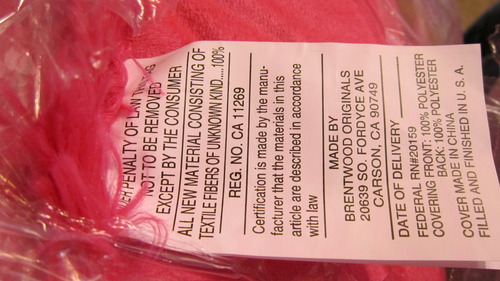 PENALTY OF LAW
NOT TO BE REMOVED
EXCEPT BY THE CONSUMER
ALL NEW MATERIAL CONSISTING OF
TEXTILE FIBERS OF UNKNOWN KIND.....100%
REG. NO. CA 11269
Certification is made by the manu-
facturer that the materials in this
article are described in accordance
with law
MADE BY
BRENTWOOD ORIGINALS
20639 SO. FORDYCE AVE
CARSON, CA 90749
DATE OF DELIVERY
FEDERAL RN#20159
COVERING FRONT: 100% POLYESTER
BACK: 100% POLYESTER
COVER MADE IN CHINA
FILLED AND FINISHED IN U. S. A.